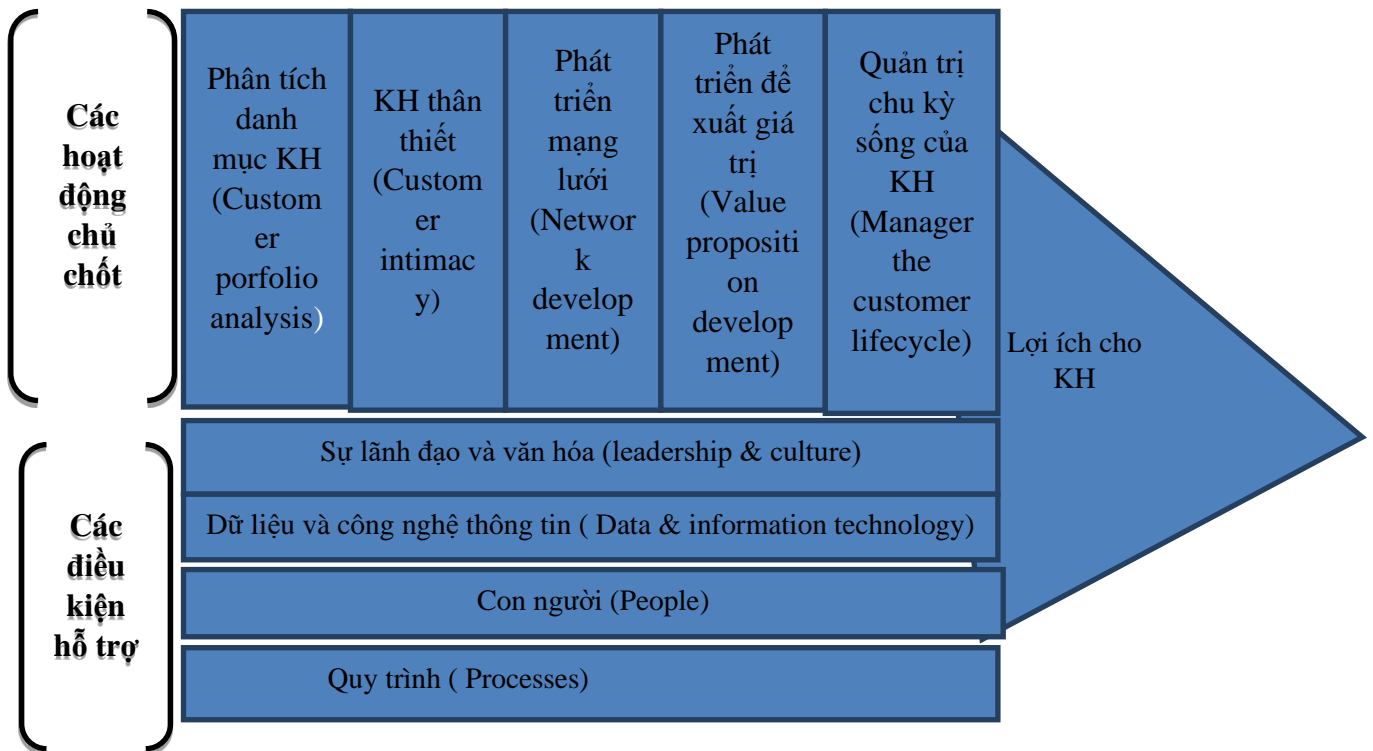 Các
hoạt
động
chủ
chốt
Phân tích
danh
mục KH
(Custom
er
porfolio
analysis)
KH thân
thiết
(Custom
er
intimac
y)
Phát
triển
mạng
lưới
(Networ
k
develop
ment)
Phát
triển để
xuất giá
trị
(Value
propositi
on
develop
ment)
Quản trị
chu kỳ
sống của
KH
(Manager
the
customer
lifecycle)
Lợi ích cho
KH
Các
điều
kiện
hỗ trợ
Sự lãnh đạo và văn hóa (leadership & culture)
Dữ liệu và công nghệ thông tin ( Data & information technology)
Con người (People)
Quy trình ( Processes)